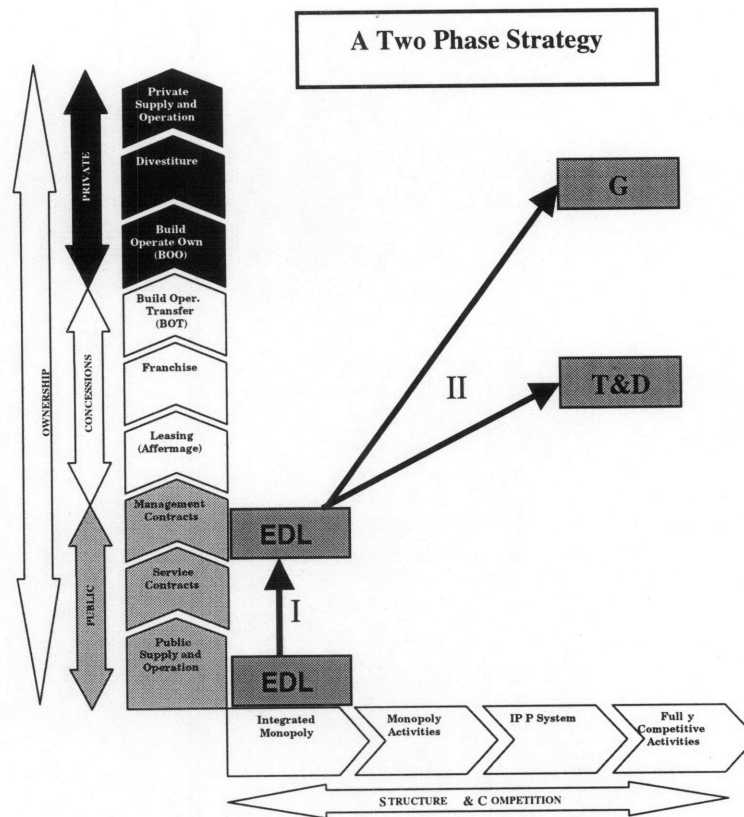 A Two Phase Strategy
Private
Supply and
Operation
Divestiture
Build
Operate Own
(BOO)
Build Oper.
Transfer
(BOT)
Franchise
Leasing
(Affermage)
Management
Contracts
Service
Contracts
Public
Supply and
Operation
PRIVATE
CONCESSIONS
PUBLIC
OWNERSHIP
G
T&D
II
EDL
I
EDL
Integrated
Monopoly
Monopoly
Activities
IP P System
Full y
Competitive
Activities
STRUCTURE & C OMPETITION